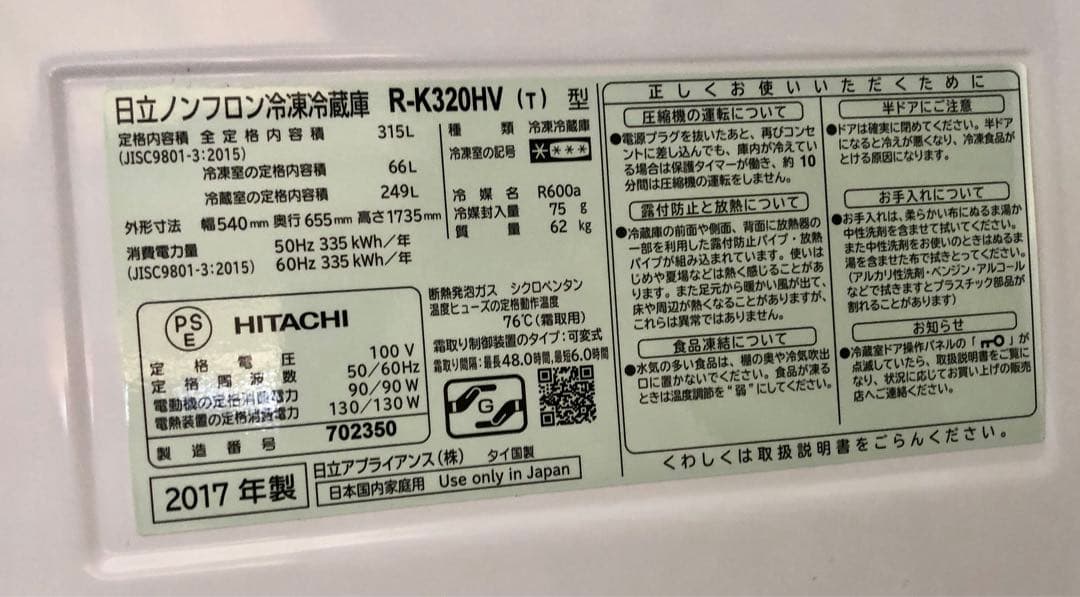 日立ノンフロン冷凍冷蔵庫 R-K320HV (T) 型
定格内容積 全定格内容積 315L
(JISC9801-3:2015)
冷凍室の定格内容積 66L
冷蔵室の定格内容積 249L
外形寸法 幅540mm 奥行655mm 高さ1735mm
消費電力量 50Hz 335kWh/年
(JISC9801-3:2015) 60Hz 335kWh/年
種類 冷凍冷蔵庫
冷凍室の記号 ****
冷媒名 R600a
冷媒封入量 75 g
質量 62 kg
PSE HITACHI
定格電圧 100 V
定格周波数 50/60Hz
電動機の定格消費電力 90/90 W
電熱装置の定格消費電力 130/130 W
製造番号 702350
断熱発泡ガス シクロペンタン
温度ヒューズの定格動作温度
76℃(霜取用)
霜取り制御装置のタイプ:可変式
霜取り間隔:最長48.0時間,最短6.0時間
G
2017 年製
日立アプライアンス(株) タイ国製
日本国内家庭用 Use only in Japan
正しくお使いいただくために
圧縮機の運転について
●電源プラグを抜いたあと、再びコンセ
ントに差し込んでも、庫内が冷えてい
る場合は保護タイマーが働き、約10
分間は圧縮機の運転をしません。
露付防止と放熱について
●冷蔵庫の前面や側面、背面に放熱器の
一部を利用した露付防止パイプ・放熱
パイプが組み込まれています。使いは
じめや夏場などは熱く感じることがあ
ります。また足元から暖かい風が出て、
床や周辺が熱くなることがありますが、
これらは異常ではありません。
食品凍結について
●水気の多い食品は、棚の奥や冷気吹出
口に置かないでください。食品が凍る
ときは温度調節を"弱"にしてください。
半ドアにご注意
●ドアは確実に閉めてください。半ドア
になると冷えが悪くなり、冷凍食品が
とける原因になります。
お手入れについて
●お手入れは、柔らかい布にぬるま湯か
中性洗剤を含ませて拭いてください。
また中性洗剤をお使いのときはぬるま
湯を含ませた布で拭きとってください。
(アルカリ性洗剤・ベンジン・アルコール
などで拭きますとプラスチック部品が
割れることがあります)
お知らせ
●冷蔵室ドア操作パネルの「 」が
点滅していたら、取扱説明書をご覧に
なり、状況に応じてお買い上げの販売
店へご連絡ください。
くわしくは取扱説明書をごらんください。